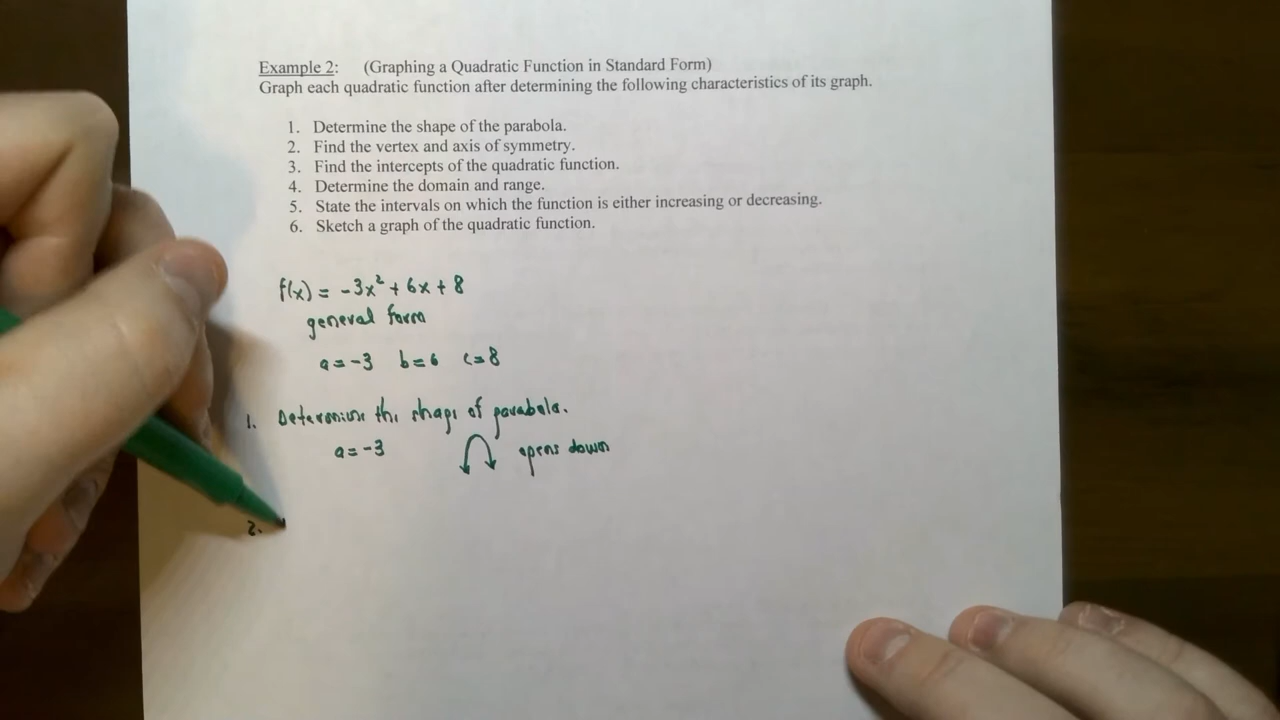 Example 2: (Graphing a Quadratic Function in Standard Form)
Graph each quadratic function after determining the following characteristics of its graph.
1. Determine the shape of the parabola.
2. Find the vertex and axis of symmetry.
3. Find the intercepts of the quadratic function.
4. Determine the domain and range.
5. State the intervals on which the function is either increasing or decreasing.
6. Sketch a graph of the quadratic function.
f(x) = -3x² + 6x + 8
general form
a = -3 b = 6 c = 8
1. Determine the shape of parabola.
a = -3 opens down
2.